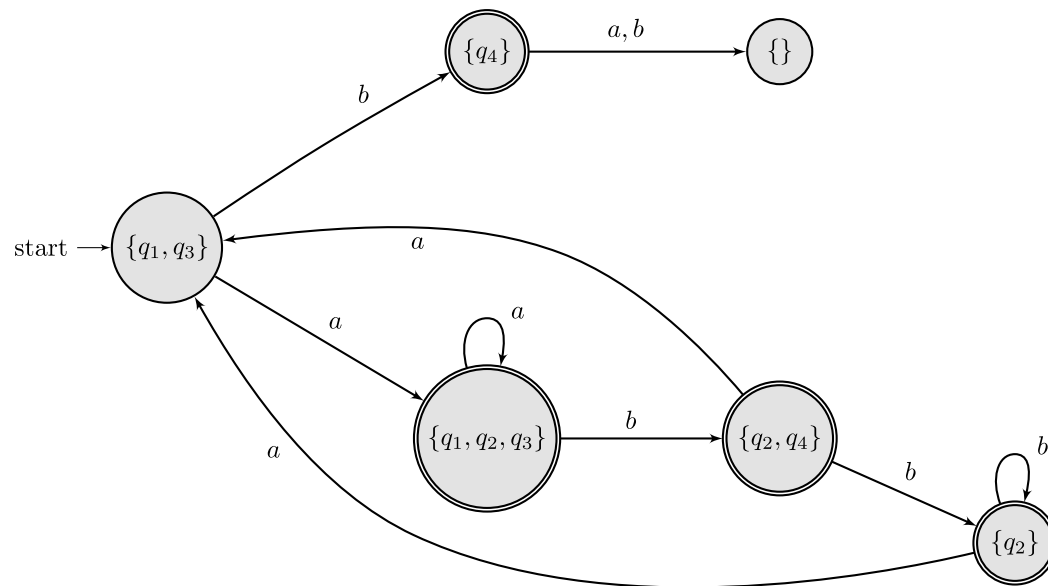 {q₄}
a, b
{}
b
start
{q₁, q₃}
a
a
a
{q₁, q₂, q₃}
b
{q₂, q₄}
a
b
b
{q₂}